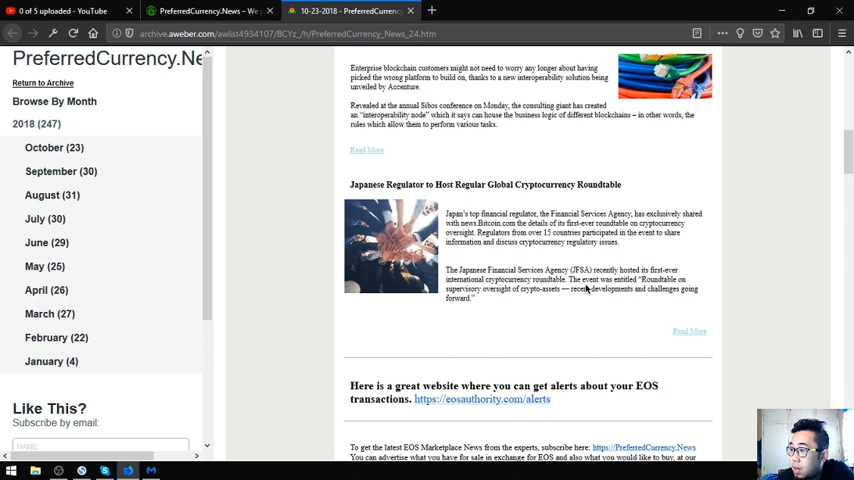 0 of 5 uploaded - YouTube
PreferredCurrency.News – We p
10-23-2018 - PreferredCurrency
archive.aweber.com/awlist4934107/BCYz_/h/PreferredCurrency_News_24.htm
PreferredCurrency.Ne
Return to Archive
Browse By Month
2018 (247)
October (23)
September (30)
August (31)
July (30)
June (29)
May (25)
April (26)
March (27)
February (22)
January (4)
Like This?
Subscribe by email:
NAME:
Enterprise blockchain customers might not need to worry any longer about having
picked the wrong platform to build on, thanks to a new interoperability solution being
unveiled by Accenture.
Revealed at the annual Sibos conference on Monday, the consulting giant has created
an “interoperability node” which it says can house the business logic of different blockchains – in other words, the
rules which allow them to perform various tasks.
Read More
Japanese Regulator to Host Regular Global Cryptocurrency Roundtable
Japan's top financial regulator, the Financial Services Agency, has exclusively shared
with news.Bitcoin.com the details of its first-ever roundtable on cryptocurrency
oversight. Regulators from over 15 countries participated in the event to share
information and discuss cryptocurrency regulatory issues.
The Japanese Financial Services Agency (JFSA) recently hosted its first-ever
international cryptocurrency roundtable. The event was entitled “Roundtable on
supervisory oversight of crypto-assets — recent developments and challenges going
forward.”
Read More
Here is a great website where you can get alerts about your EOS
transactions. https://eosauthority.com/alerts
To get the latest EOS Marketplace News from the experts, subscribe here: https://PreferredCurrency.News
You can advertise what you have for sale in exchange for EOS and also what you would like to buy, at our